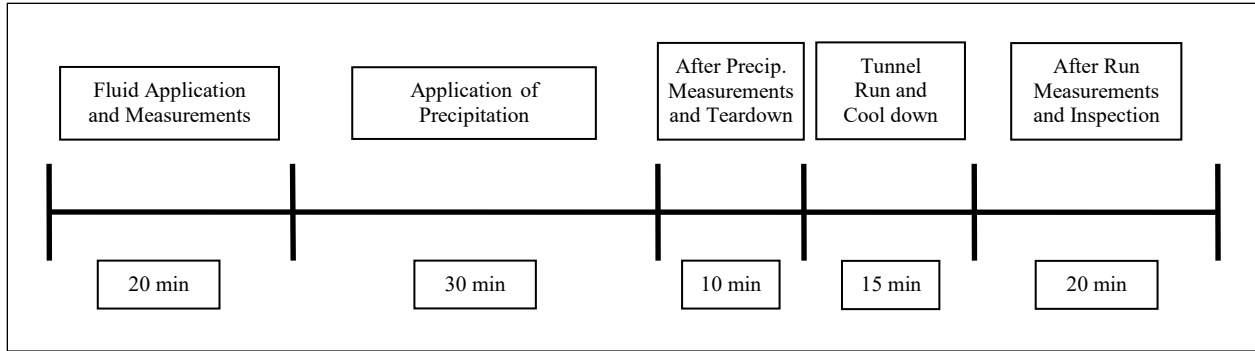 Fluid Application
and Measurements
Application of
Precipitation
After Precip.
Measurements
and Teardown
Tunnel
Run and
Cool down
After Run
Measurements
and Inspection
20 min
30 min
10 min
15 min
20 min